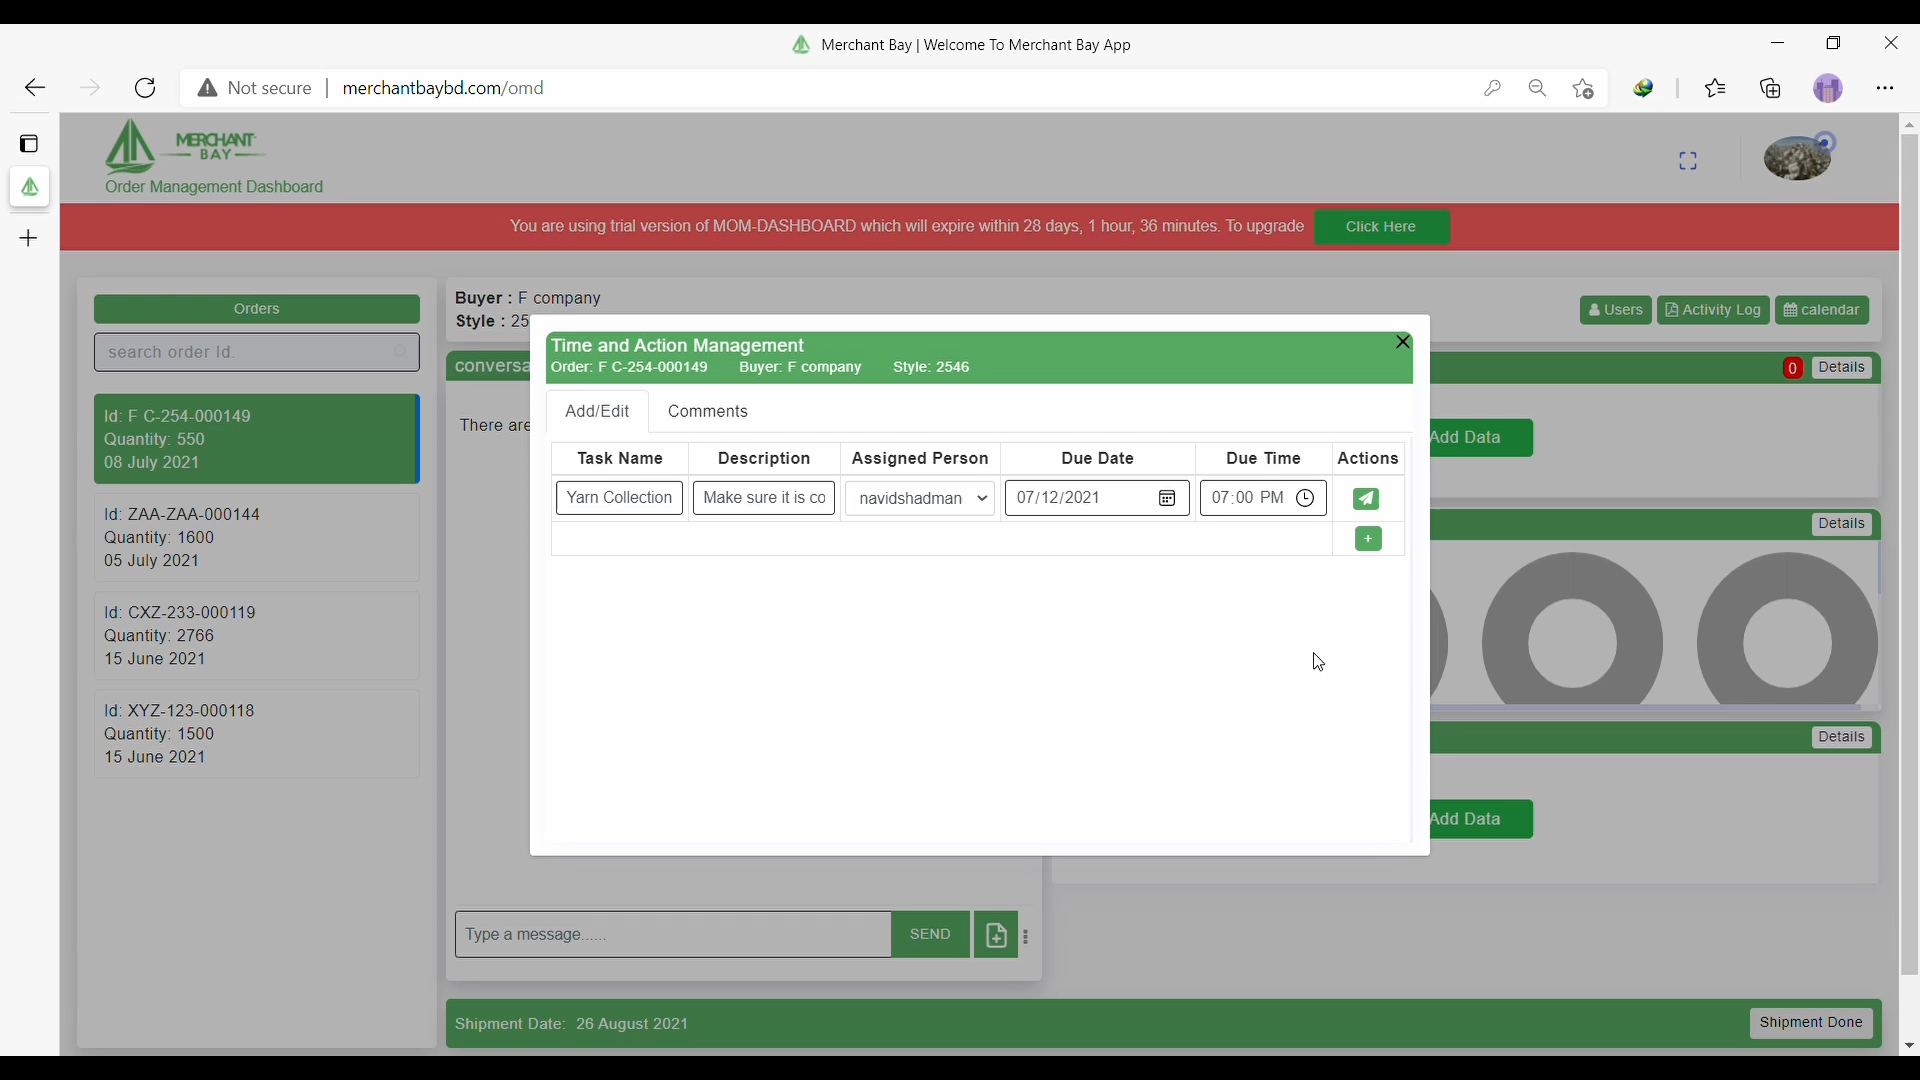 Merchant Bay | Welcome To Merchant Bay App
Not secure | merchantbaybd.com/omd
MERCHANT
BAY
Order Management Dashboard
You are using trial version of MOM-DASHBOARD which will expire within 28 days, 1 hour, 36 minutes. To upgrade Click Here
Orders
search order Id.
Id: F C-254-000149
Quantity: 550
08 July 2021
Id: ZAA-ZAA-000144
Quantity: 1600
05 July 2021
Id: CXZ-233-000119
Quantity: 2766
15 June 2021
Id: XYZ-123-000118
Quantity: 1500
15 June 2021
Buyer : F company
Style : 25
Users Activity Log calendar
conversa
There are
Time and Action Management
Order: F C-254-000149 Buyer: F company Style: 2546
Add/Edit Comments
Task Name Description Assigned Person Due Date Due Time Actions
Yarn Collection Make sure it is co navidshadman 07/12/2021 07:00 PM
+
0 Details
Add Data
Details
Details
Add Data
Type a message...... SEND
Shipment Date: 26 August 2021 Shipment Done